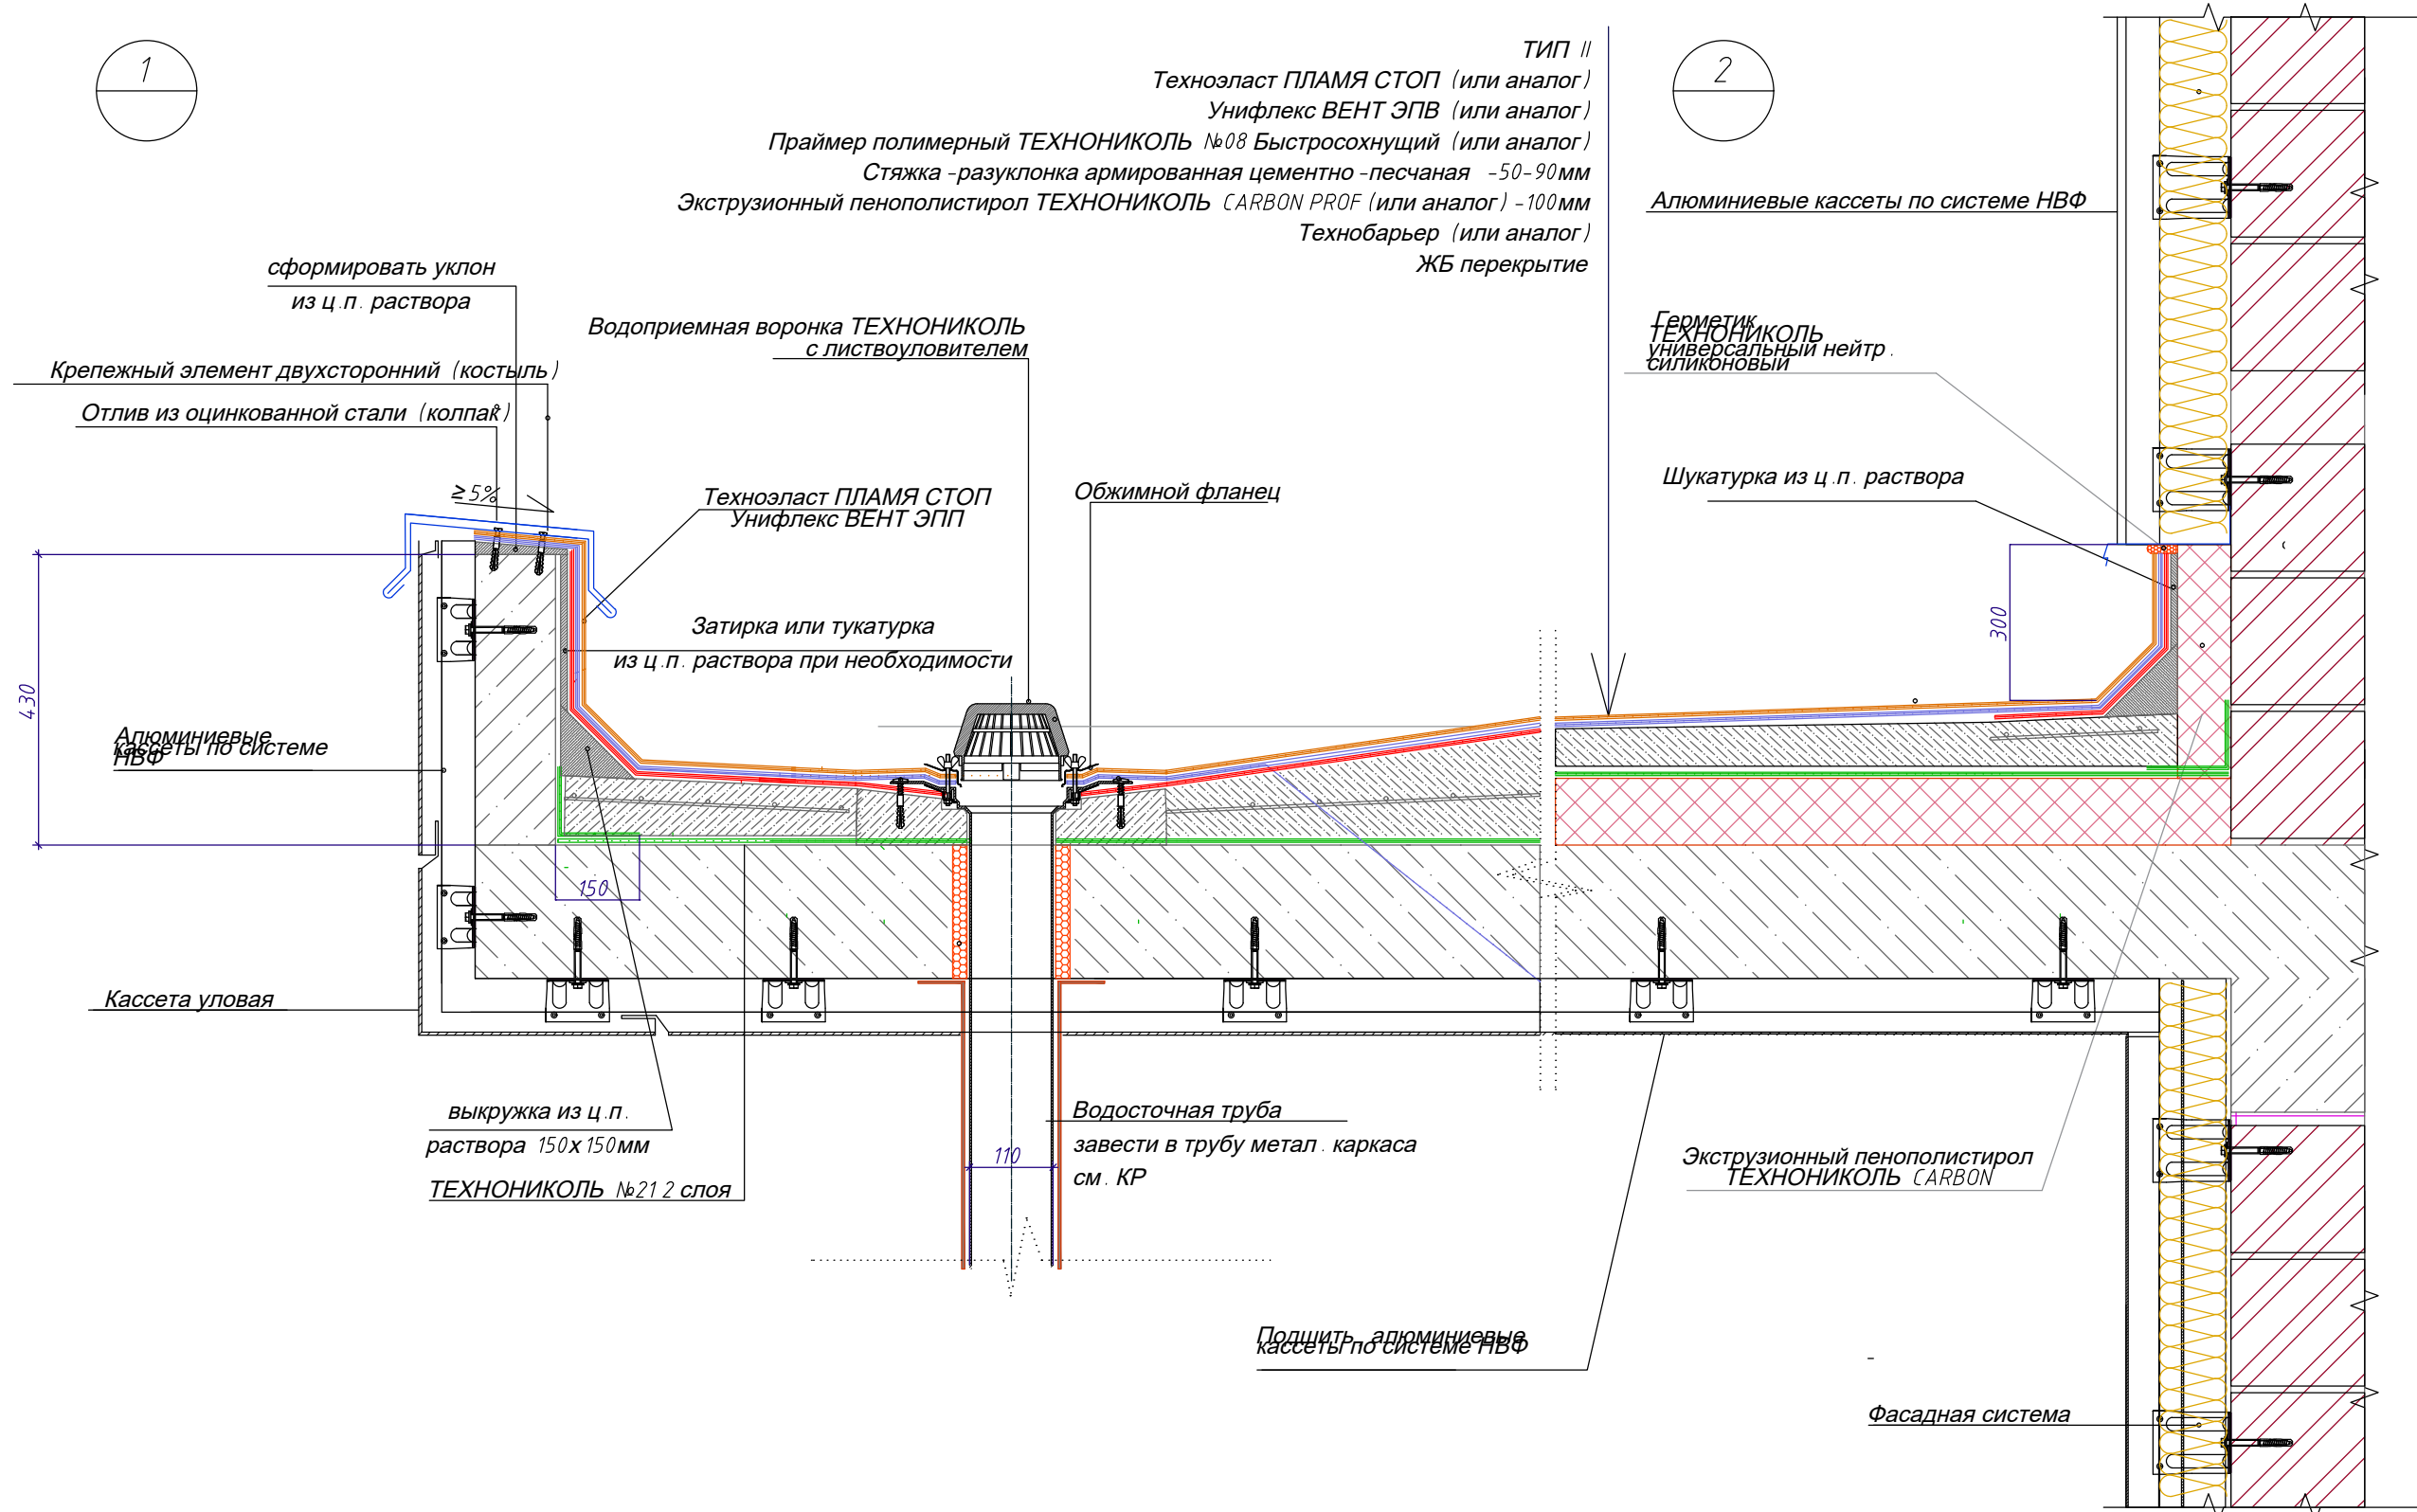 1
2
ТИП II
Техноэласт ПЛАМЯ СТОП (или аналог)
Унифлекс ВЕНТ ЭПВ (или аналог)
Праймер полимерный ТЕХНОНИКОЛЬ №08 Быстросохнущий (или аналог)
Стяжка -разуклонка армированная цементно -песчаная -50-90мм
Экструзионный пенополистирол ТЕХНОНИКОЛЬ CARBON PROF (или аналог) -100мм
Технобарьер (или аналог)
ЖБ перекрытие
Алюминиевые кассеты по системе НВФ
сформировать уклон
из ц.п. раствора
Водоприемная воронка ТЕХНОНИКОЛЬ
с листвоуловителем
Герметик
ТЕХНОНИКОЛЬ
универсальный нейтр.
силиконовый
Крепежный элемент двухсторонний (костыль)
Отлив из оцинкованной стали (колпак)
≥5%
Техноэласт ПЛАМЯ СТОП
Унифлекс ВЕНТ ЭПП
Обжимной фланец
Шукатурка из ц.п. раствора
Затирка или тукатурка
из ц.п. раствора при необходимости
300
430
Алюминиевые
кассеты по системе
НВФ
150
Кассета уловая
выкружка из ц.п.
раствора 150х150мм
ТЕХНОНИКОЛЬ №21 2 слоя
110
Водосточная труба
завести в трубу метал. каркаса
см. КР
Экструзионный пенополистирол
ТЕХНОНИКОЛЬ CARBON
Подшить алюминиевые
кассеты по системе НВФ
Фасадная система